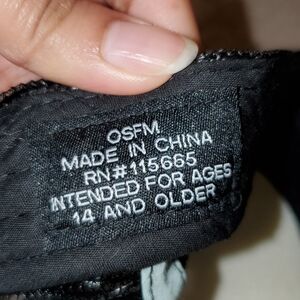 OSFM
MADE IN CHINA
RN#115665
INTENDED FOR AGES
14 AND OLDER